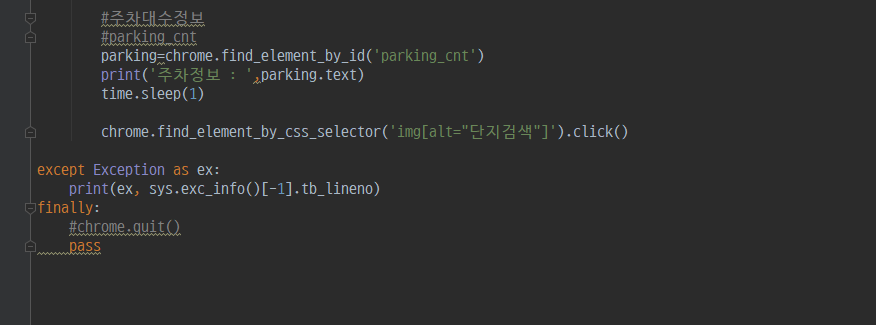 #주차대수정보
#parking_cnt
parking=chrome.find_element_by_id('parking_cnt')
print('주차정보 : ',parking.text)
time.sleep(1)
chrome.find_element_by_css_selector('img[alt="단지검색"]').click()
except Exception as ex:
print(ex, sys.exc_info()[-1].tb_lineno)
finally:
#chrome.quit()
pass